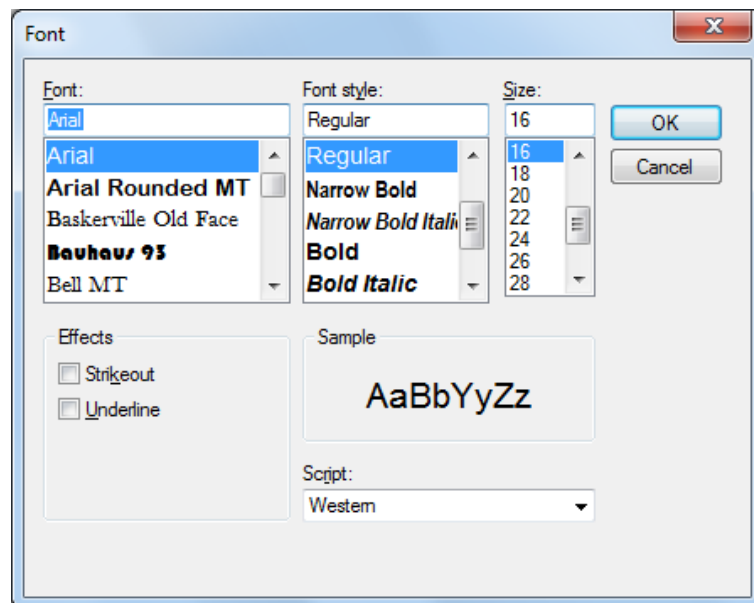 Font
Font: Font style: Size:
Arial Regular 16 OK
Arial Regular 16 Cancel
Arial Rounded MT Narrow Bold 18
Baskerville Old Face Narrow Bold Italic 20
Bauhaus 93 Bold 22
Bell MT Bold Italic 24
26
28
Effects Sample
Strikeout
Underline
AaBbYyZz
Script:
Western